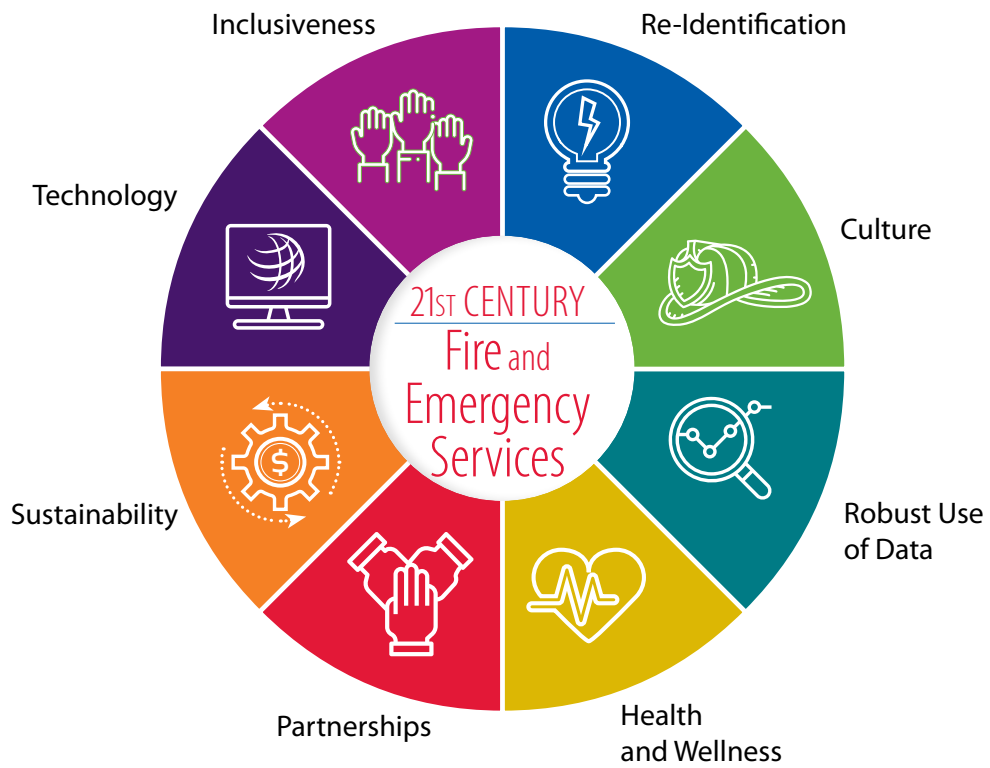 Inclusiveness
Re-Identification
Technology
Culture
21ST CENTURY
Fire and
Emergency
Services
$
Sustainability
Robust Use
of Data
Partnerships
Health
and Wellness